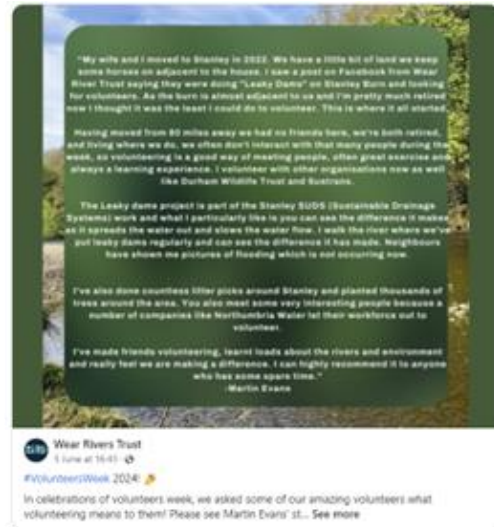 "My wife and I moved to Stanley in 2022. We have a little bit of land we keep
some horses on adjacent to the house. I saw a post on Facebook from Wear
River Trust saying they were doing "Leaky Dams" on Stanley Burn and looking
for volunteers. As the burn is almost adjacent to us and I'm pretty much retired
now I thought it was the least I could do to volunteer. This is where it all started.
Having moved from 80 miles away we had no friends here, we're both retired,
and living where we do, we often don't interact with that many people during the
week, so volunteering is a good way of meeting people, often great exercise and
always a learning experience. I volunteer with other organisations now as well
like Durham Wildlife Trust and Sustrans.
The Leaky dams project is part of the Stanley SUDS (Sustainable Drainage
Systems) work and what I particularly like is you can see the difference it makes
as it spreads the water out and slows the water flow. I walk the river where we've
put leaky dams regularly and can see the difference it has made. Neighbours
have shown me pictures of flooding which is not occurring now.
I've also done countless litter picks around Stanley and planted thousands of
trees around the area. You also meet some very interesting people because a
number of companies like Northumbria Water let their workforce out to
volunteer.
I've made friends volunteering, learnt loads about the rivers and environment
and really feel we are making a difference. I can highly recommend it to anyone
who has some spare time."
-Martin Evans
Wear Rivers Trust
June at 16:45
#VolunteersWeek 2024!
In celebrations of volunteers week, we asked some of our amazing volunteers what
volunteering means to them! Please see Martin Evans' st... See more